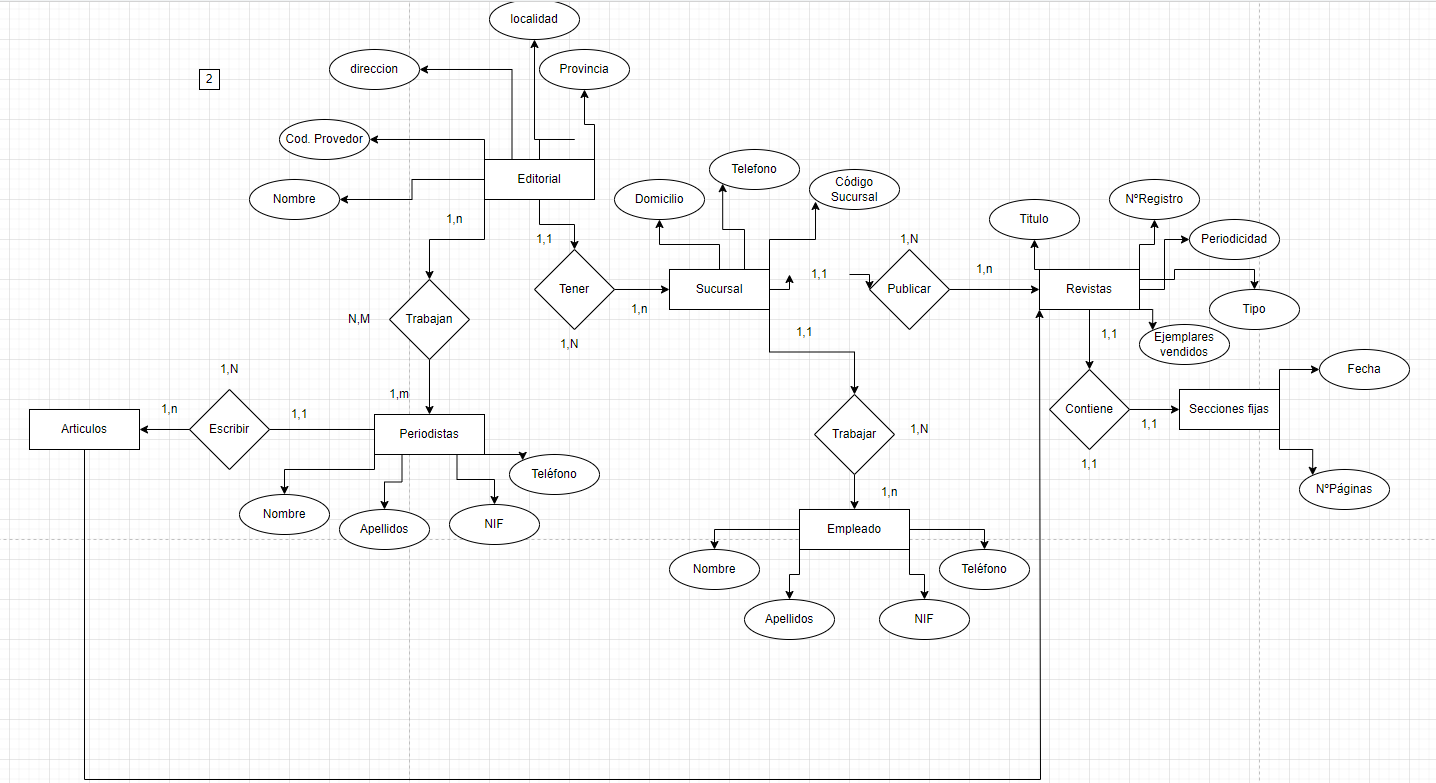 localidad
direccion
Provincia
2
Cod. Provedor
Editorial
Nombre
Telefono
Código
Sucursal
Domicilio
NºRegistro
Titulo
Periodicidad
1,n
1,1
1,N
1,1
1,n
Tener
Sucursal
Publicar
Revistas
Tipo
N,M
Trabajan
1,n
1,N
1,1
1,1
Ejemplares
vendidos
1,N
1,m
Fecha
1,n
1,1
Contiene
Secciones fijas
Articulos
Escribir
Periodistas
Trabajar
1,N
1,1
1,1
Teléfono
NºPáginas
1,n
Nombre
Apellidos
NIF
Empleado
Nombre
Teléfono
Apellidos
NIF